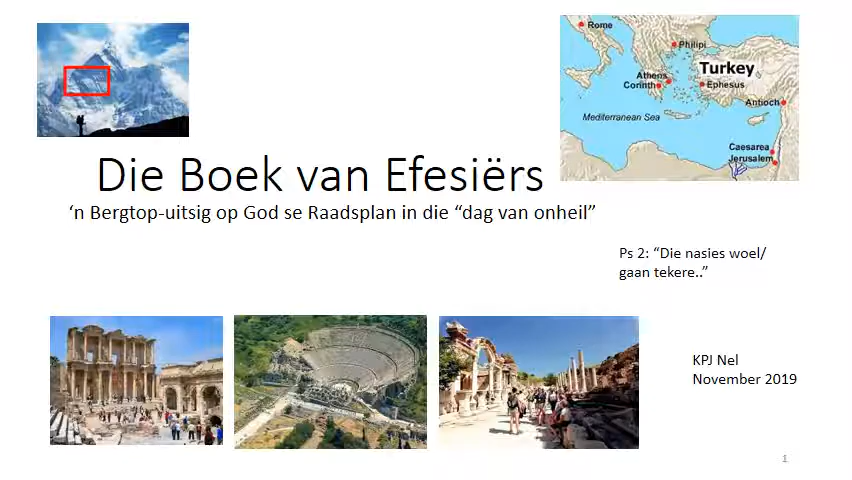 Rome
Philipi
Turkey
Athens
Corinth
Ephesus
Antioch
Mediterranean Sea
Caesarea
Jerusalem
Die Boek van Efesiërs
‘n Bergtop-uitsig op God se Raadsplan in die “dag van onheil”
Ps 2: “Die nasies woel/
gaan tekere..”
KPJ Nel
November 2019
1